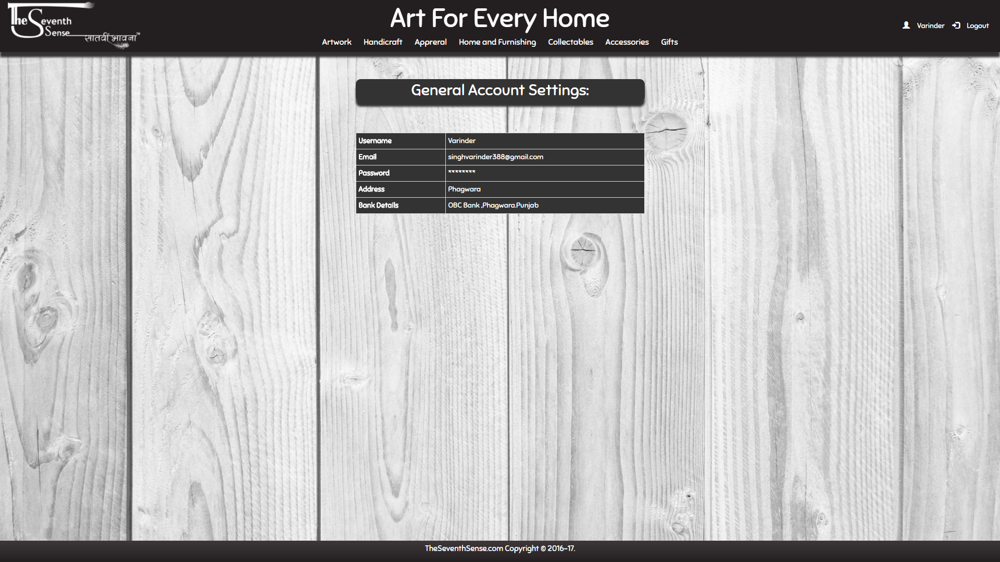 The Seventh Sense
सातवीं भावना™
Art For Every Home
Varinder Logout
Artwork Handicraft Appreral Home and Furnishing Collectables Accessories Gifts
General Account Settings:
Username Varinder
Email singhvarinder388@gmail.com
Password ********
Address Phagwara
Bank Details OBC Bank ,Phagwara.Punjab
TheSeventhSense.com Copyright © 2016-17.